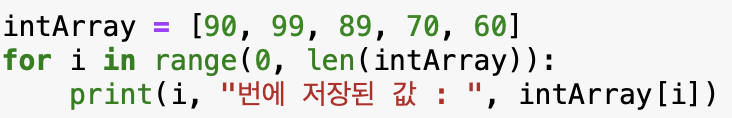 intArray = [90, 99, 89, 70, 60]
for i in range(0, len(intArray)):
    print(i, "번에 저장된 값 : ", intArray[i])